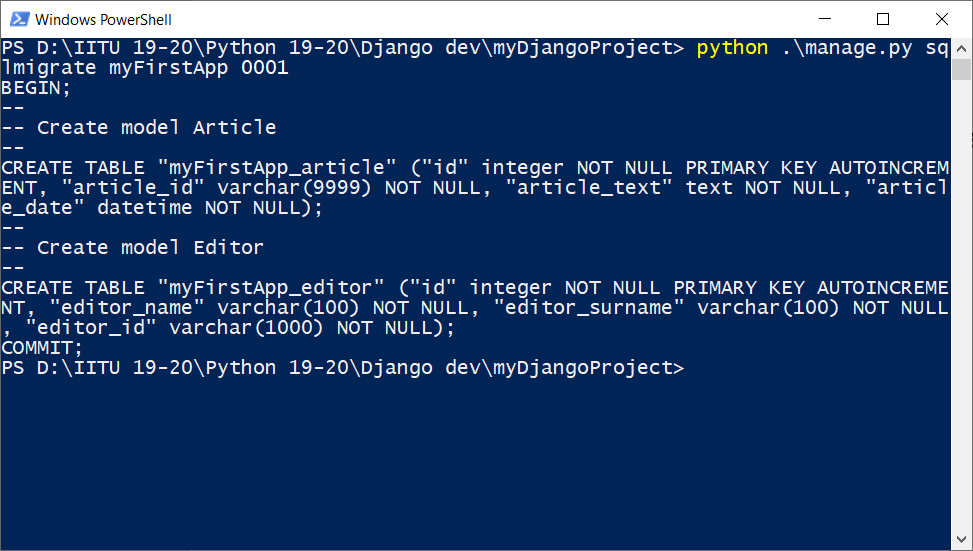 Windows PowerShell
PS D:\IITU 19-20\Python 19-20\Django dev\myDjangoProject> python .\manage.py sq
lmigrate myFirstApp 0001
BEGIN;
--
-- Create model Article
--
CREATE TABLE "myFirstApp_article" ("id" integer NOT NULL PRIMARY KEY AUTOINCREM
ENT, "article_id" varchar(9999) NOT NULL, "article_text" text NOT NULL, "articl
e_date" datetime NOT NULL);
--
-- Create model Editor
--
CREATE TABLE "myFirstApp_editor" ("id" integer NOT NULL PRIMARY KEY AUTOINCREME
NT, "editor_name" varchar(100) NOT NULL, "editor_surname" varchar(100) NOT NULL
, "editor_id" varchar(1000) NOT NULL);
COMMIT;
PS D:\IITU 19-20\Python 19-20\Django dev\myDjangoProject>